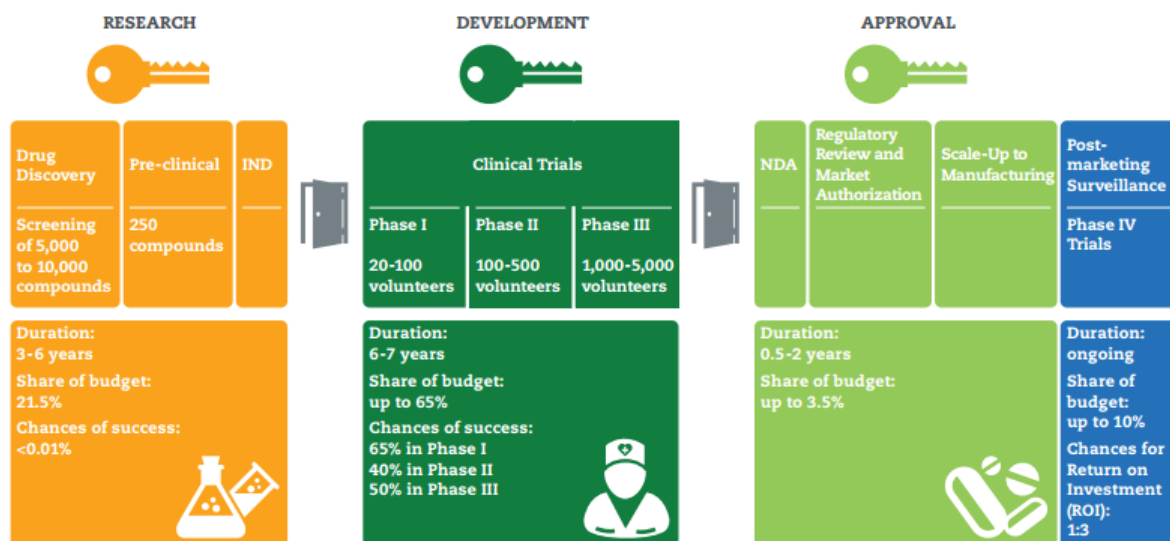 RESEARCH
DEVELOPMENT
APPROVAL
Drug
Discovery
Screening
of 5,000
to 10,000
compounds
Pre-clinical
250
compounds
IND
Clinical Trials
Phase I
20-100
volunteers
Phase II
100-500
volunteers
Phase III
1,000-5,000
volunteers
NDA
Regulatory
Review and
Market
Authorization
Scale-Up to
Manufacturing
Post-
marketing
Surveillance
Phase IV
Trials
Duration:
3-6 years
Share of budget:
21.5%
Chances of success:
<0.01%
Duration:
6-7 years
Share of budget:
up to 65%
Chances of success:
65% in Phase I
40% in Phase II
50% in Phase III
Duration:
0.5-2 years
Share of budget:
up to 3.5%
Duration:
ongoing
Share of
budget:
up to 10%
Chances for
Return on
Investment
(ROI):
1:3